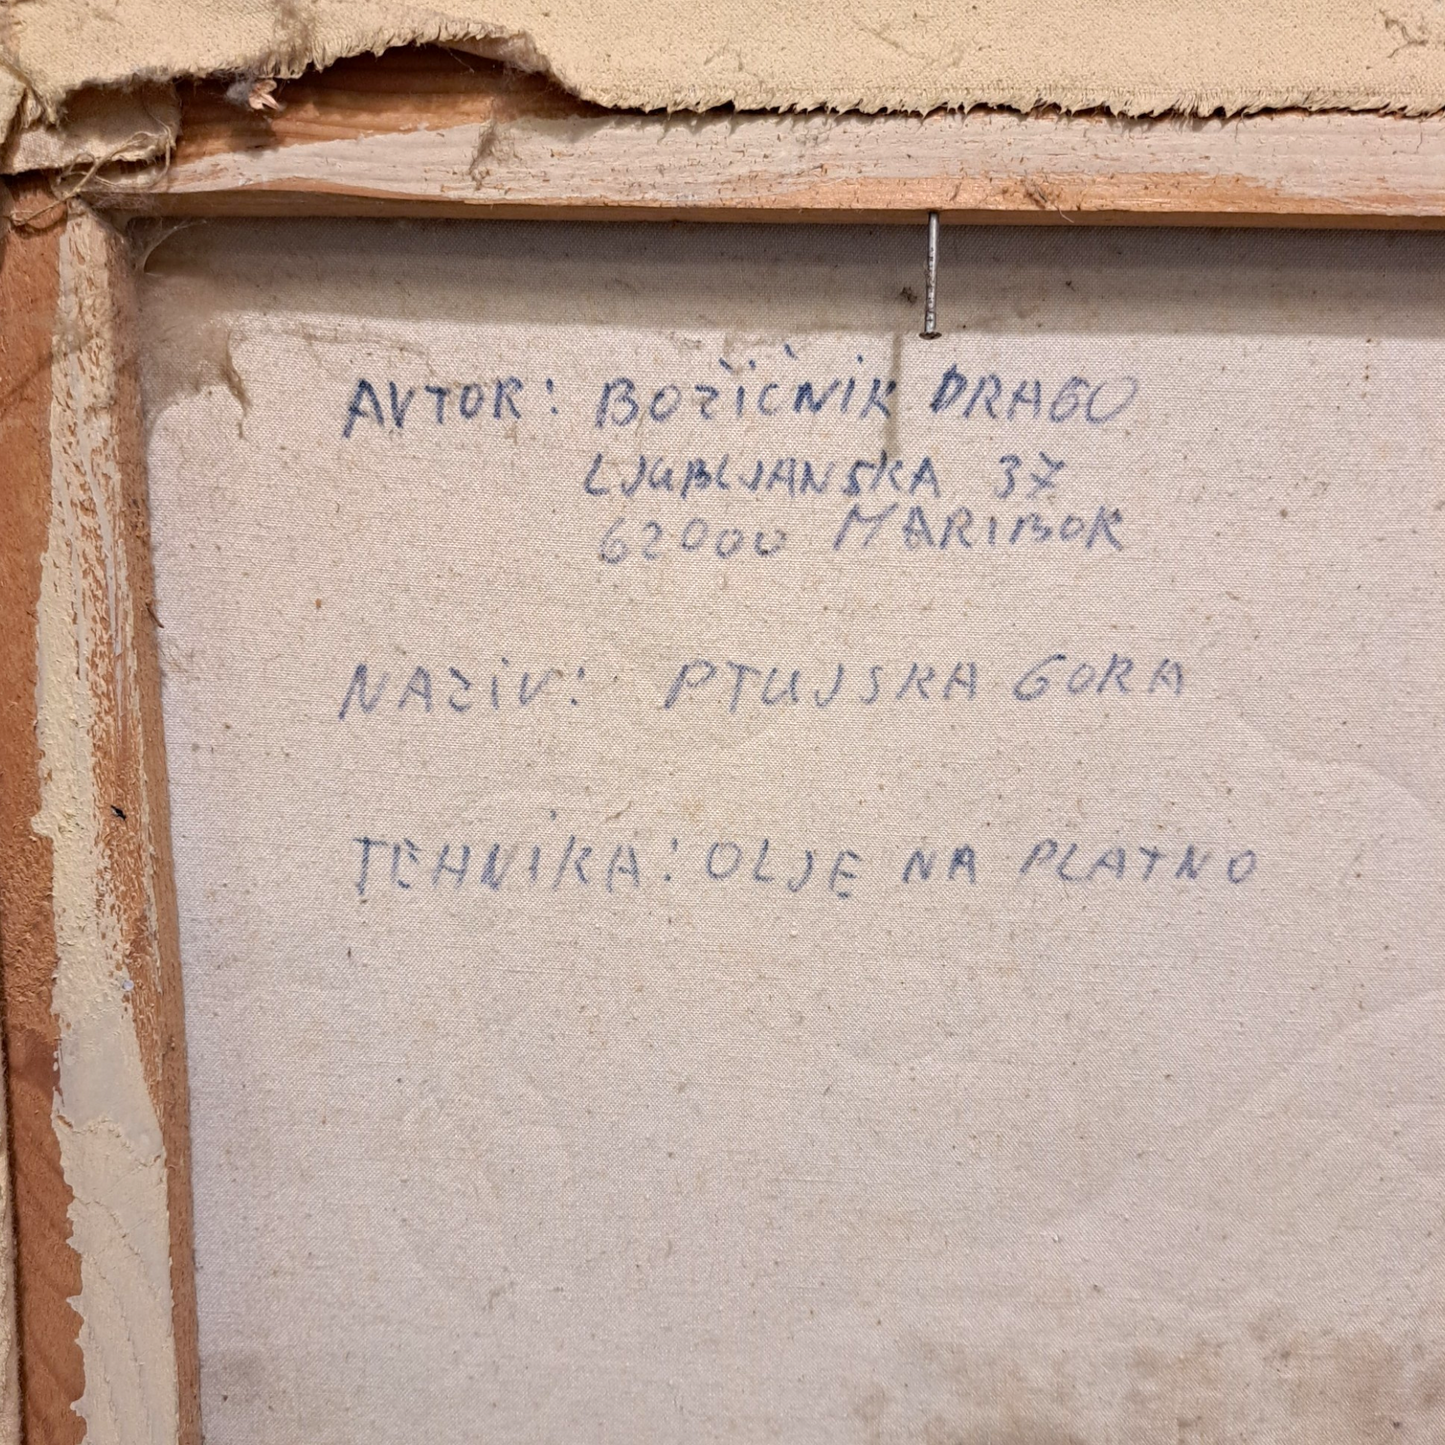 AVTOR: BOŽIČNIK DRAGO
LJUBLJANSKA 37
62000 MARIBOR
NAZIV: PTUJSKA GORA
TEHNIKA: OLJE NA PLATNO